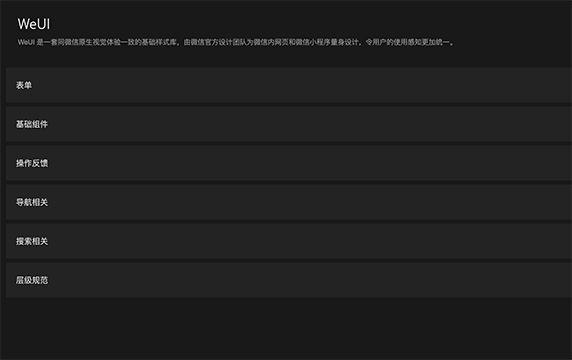 WeUI
WeUI 是一套同微信原生视觉体验一致的基础样式库，由微信官方设计团队为微信内网页和微信小程序量身设计，令用户的使用感知更加统一。
表单
基础组件
操作反馈
导航相关
搜索相关
层级规范